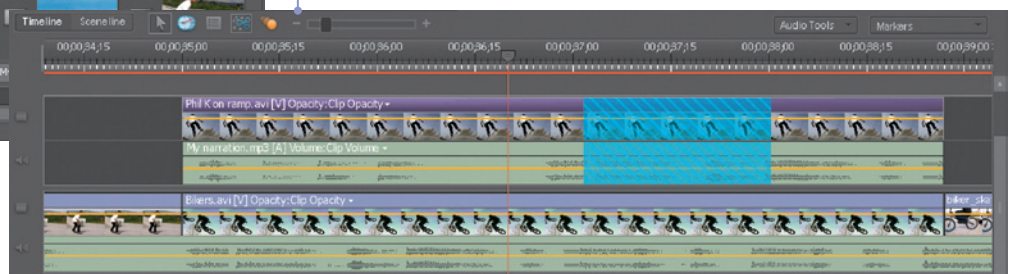 Timeline Sceneline Audio Tools Markers
00;00;34;15 00;00;35;00 00;00;35;15 00;00;36;00 00;00;36;15 00;00;37;00 00;00;37;15 00;00;38;00 00;00;38;15 00;00;39;00
Phil K on ramp.avi [V] Opacity:Clip Opacity
My narration.mp3 [A] Volume:Clip Volume
Bikers.avi [V] Opacity:Clip Opacity biker_ska